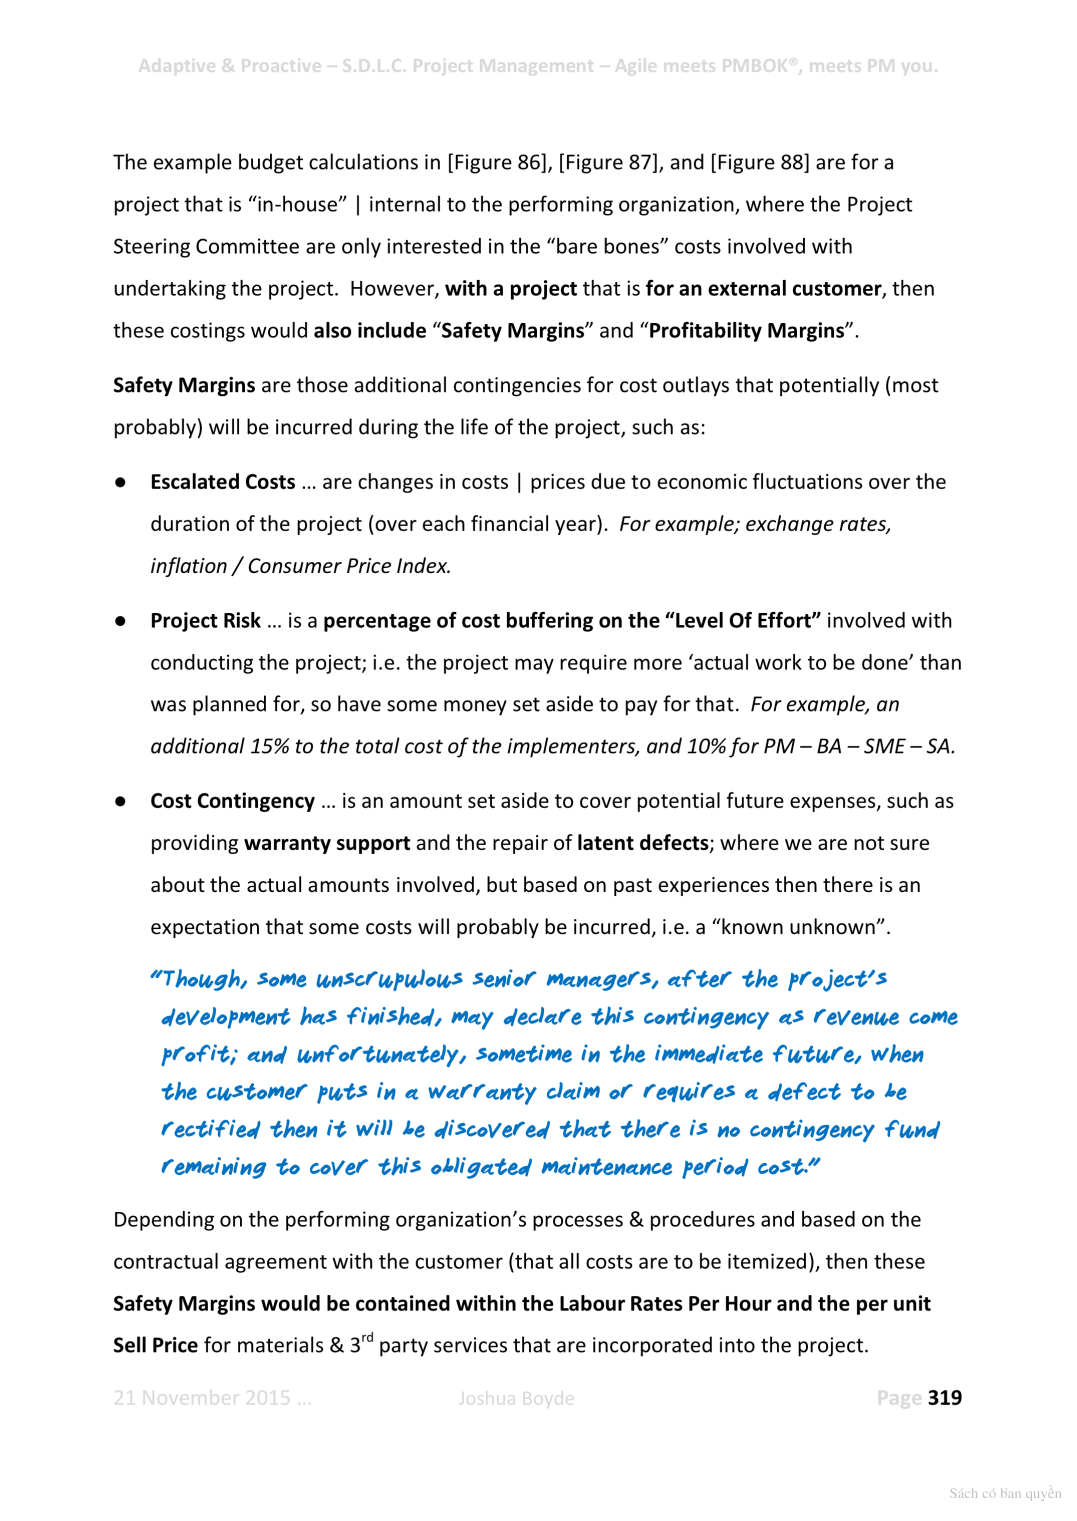 Adaptive & Proactive – S.D.L.C. Project Management – Agile meets PMBOK®, meets PM you.
The example budget calculations in [Figure 86], [Figure 87], and [Figure 88] are for a
project that is “in-house” | internal to the performing organization, where the Project
Steering Committee are only interested in the “bare bones” costs involved with
undertaking the project.  However, with a project that is for an external customer, then
these costings would also include “Safety Margins” and “Profitability Margins”.
Safety Margins are those additional contingencies for cost outlays that potentially (most
probably) will be incurred during the life of the project, such as:
● Escalated Costs … are changes in costs | prices due to economic fluctuations over the
duration of the project (over each financial year).  For example; exchange rates,
inflation / Consumer Price Index.
● Project Risk … is a percentage of cost buffering on the “Level Of Effort” involved with
conducting the project; i.e. the project may require more ‘actual work to be done’ than
was planned for, so have some money set aside to pay for that.  For example, an
additional 15% to the total cost of the implementers, and 10% for PM – BA – SME – SA.
● Cost Contingency … is an amount set aside to cover potential future expenses, such as
providing warranty support and the repair of latent defects; where we are not sure
about the actual amounts involved, but based on past experiences then there is an
expectation that some costs will probably be incurred, i.e. a “known unknown”.
“Though, some unscrupulous senior managers, after the project’s
development has finished, may declare this contingency as revenue come
profit; and unfortunately, sometime in the immediate future, when
the customer puts in a warranty claim or requires a defect to be
rectified then it will be discovered that there is no contingency fund
remaining to cover this obligated maintenance period cost.”
Depending on the performing organization’s processes & procedures and based on the
contractual agreement with the customer (that all costs are to be itemized), then these
Safety Margins would be contained within the Labour Rates Per Hour and the per unit
Sell Price for materials & 3rd party services that are incorporated into the project.
21 November 2015 … Joshua Boyde Page 319
Sách có bản quyền